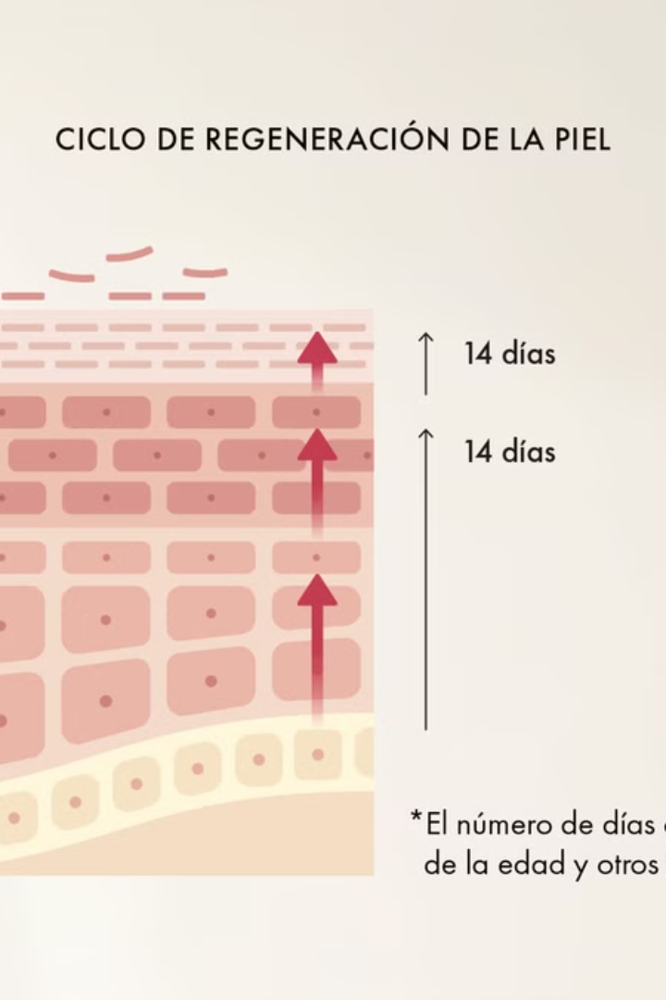 CICLO DE REGENERACIÓN DE LA PIEL
14 días
14 días
*El número de días
de la edad y otros